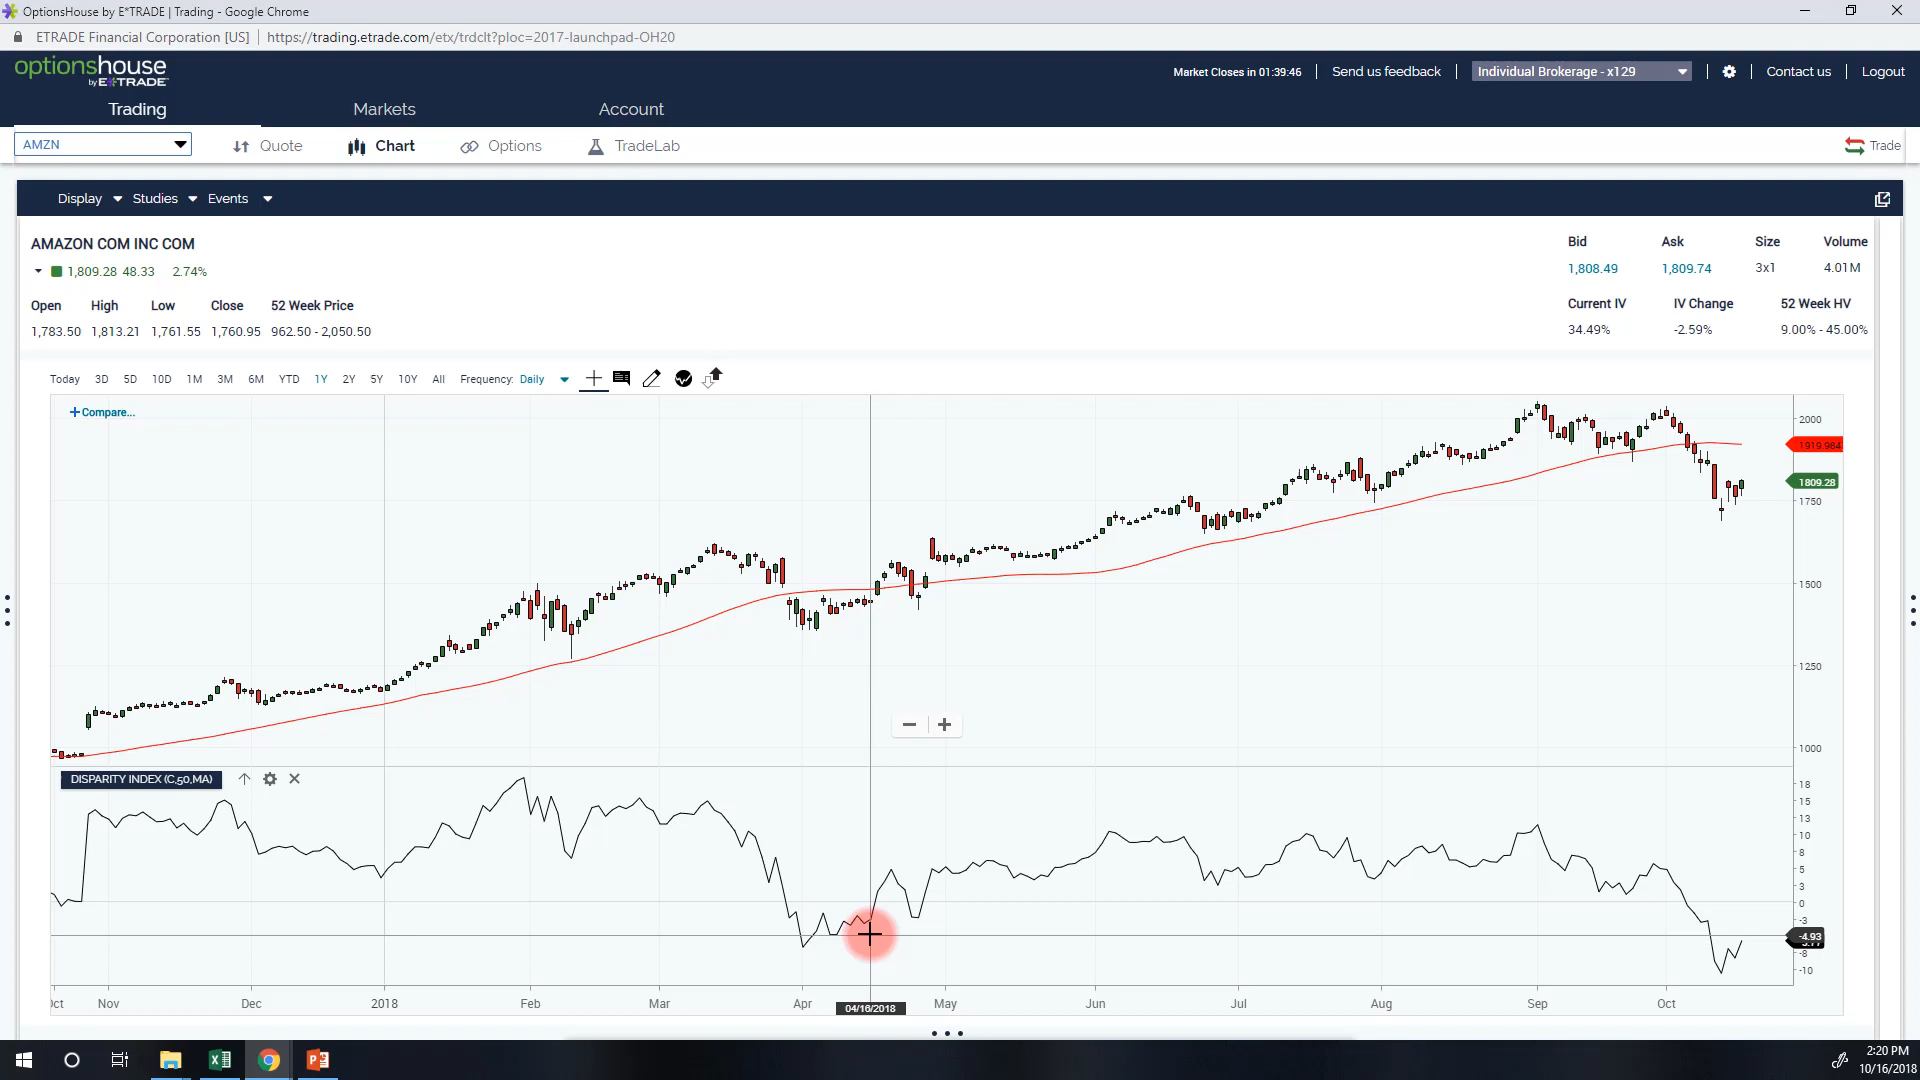 OptionsHouse by E*TRADE | Trading - Google Chrome
ETRADE Financial Corporation [US] | https://trading.etrade.com/etx/trdclt?ploc=2017-launchpad-OH20
optionshouse
by E*TRADE
Market Closes in 01:39:46 Send us feedback Individual Brokerage - x129 Contact us Logout
Trading Markets Account
AMZN Quote Chart Options TradeLab Trade
Display Studies Events
AMAZON COM INC COM
1,809.28 48.33 2.74%
Open High Low Close 52 Week Price
1,783.50 1,813.21 1,761.55 1,760.95 962.50 - 2,050.50
Bid Ask Size Volume
1,808.49 1,809.74 3x1 4.01M
Current IV IV Change 52 Week HV
34.49% -2.59% 9.00% - 45.00%
Today 3D 5D 10D 1M 3M 6M YTD 1Y 2Y 5Y 10Y All Frequency: Daily
+Compare...
2000
1919.984
1809.28
1750
1500
1250
1000
DISPARITY INDEX (C,50,MA)
18
15
13
10
8
5
3
0
-3
-4.93
-8
-10
Nov Dec 2018 Feb Mar Apr 04/16/2018 May Jun Jul Aug Sep Oct
2:20 PM
10/16/2018